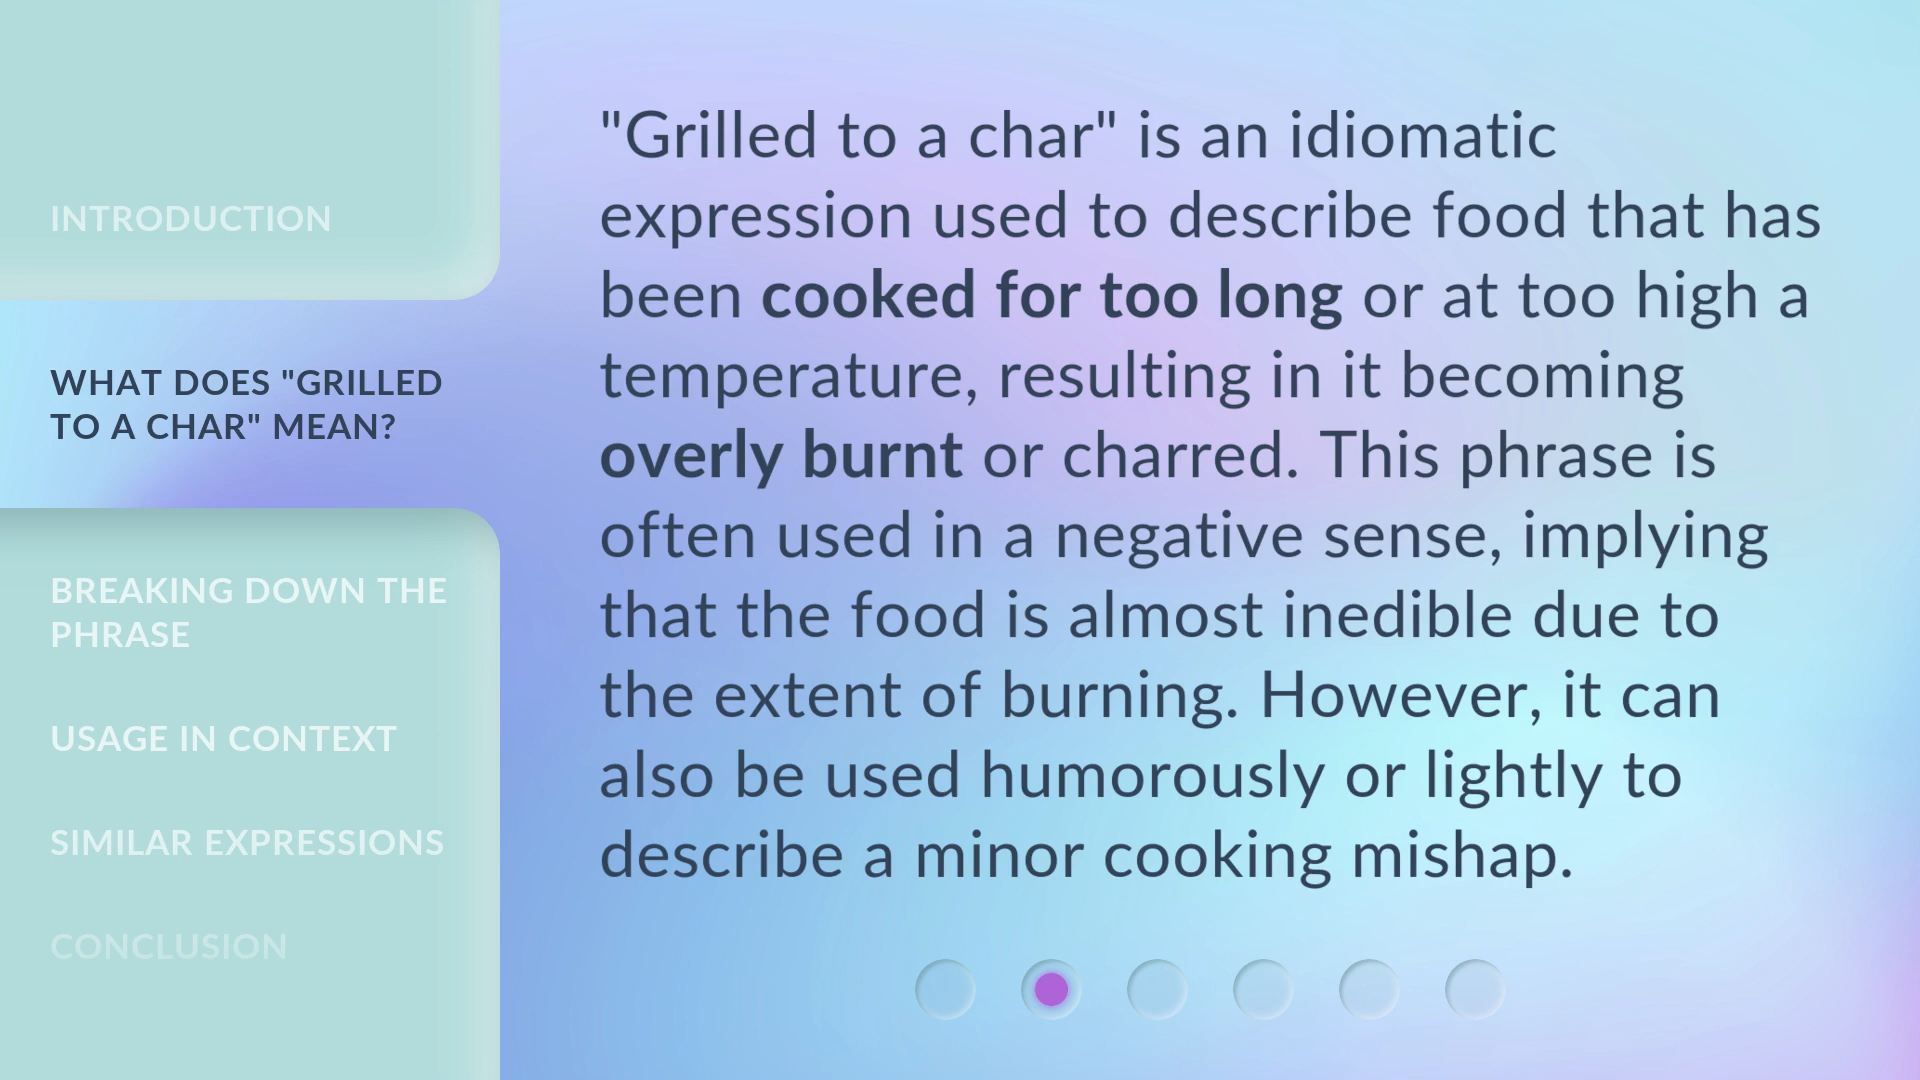 INTRODUCTION
WHAT DOES "GRILLED
TO A CHAR" MEAN?
BREAKING DOWN THE
PHRASE
USAGE IN CONTEXT
SIMILAR EXPRESSIONS
CONCLUSION
"Grilled to a char" is an idiomatic
expression used to describe food that has
been cooked for too long or at too high a
temperature, resulting in it becoming
overly burnt or charred. This phrase is
often used in a negative sense, implying
that the food is almost inedible due to
the extent of burning. However, it can
also be used humorously or lightly to
describe a minor cooking mishap.